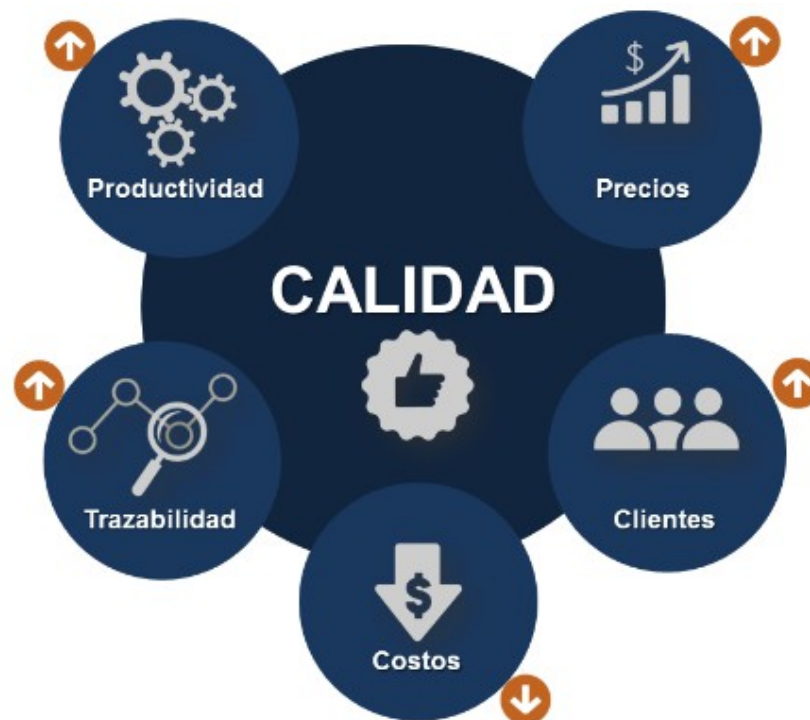 Productividad
$
Precios
CALIDAD
Trazabilidad
Clientes
$
Costos